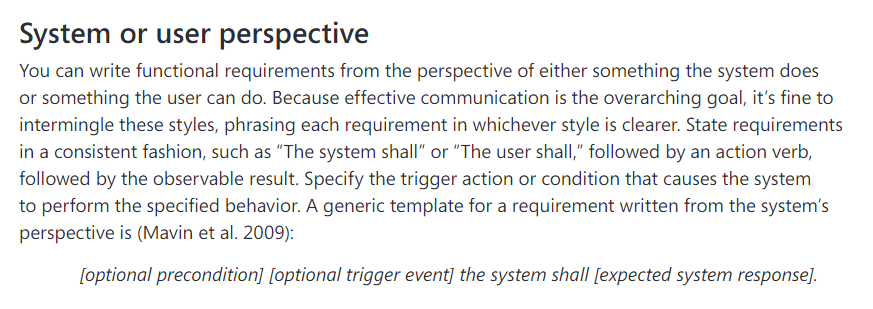 System or user perspective
You can write functional requirements from the perspective of either something the system does
or something the user can do. Because effective communication is the overarching goal, it’s fine to
intermingle these styles, phrasing each requirement in whichever style is clearer. State requirements
in a consistent fashion, such as “The system shall” or “The user shall,” followed by an action verb,
followed by the observable result. Specify the trigger action or condition that causes the system
to perform the specified behavior. A generic template for a requirement written from the system’s
perspective is (Mavin et al. 2009):
[optional precondition] [optional trigger event] the system shall [expected system response].